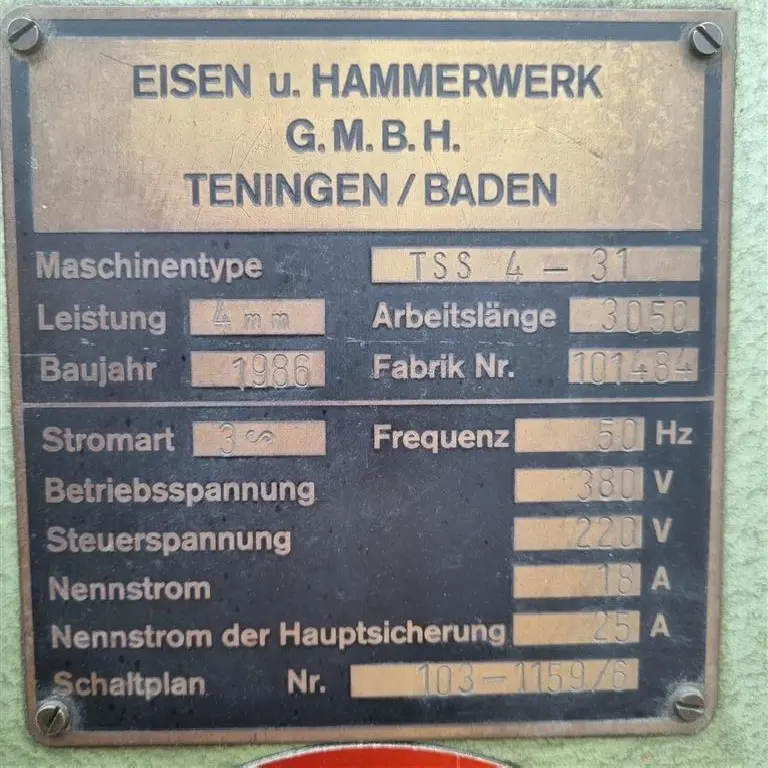 EISEN u. HAMMERWERK
G.M.B.H.
TENINGEN / BADEN
Maschinentype TSS 4 – 31
Leistung 4 mm Arbeitslänge 3050
Baujahr 1986 Fabrik Nr. 101484
Stromart 3 ∾ Frequenz 50 Hz
Betriebsspannung 380 V
Steuerspannung 220 V
Nennstrom 18 A
Nennstrom der Hauptsicherung 25 A
Schaltplan Nr. 103–1159/6